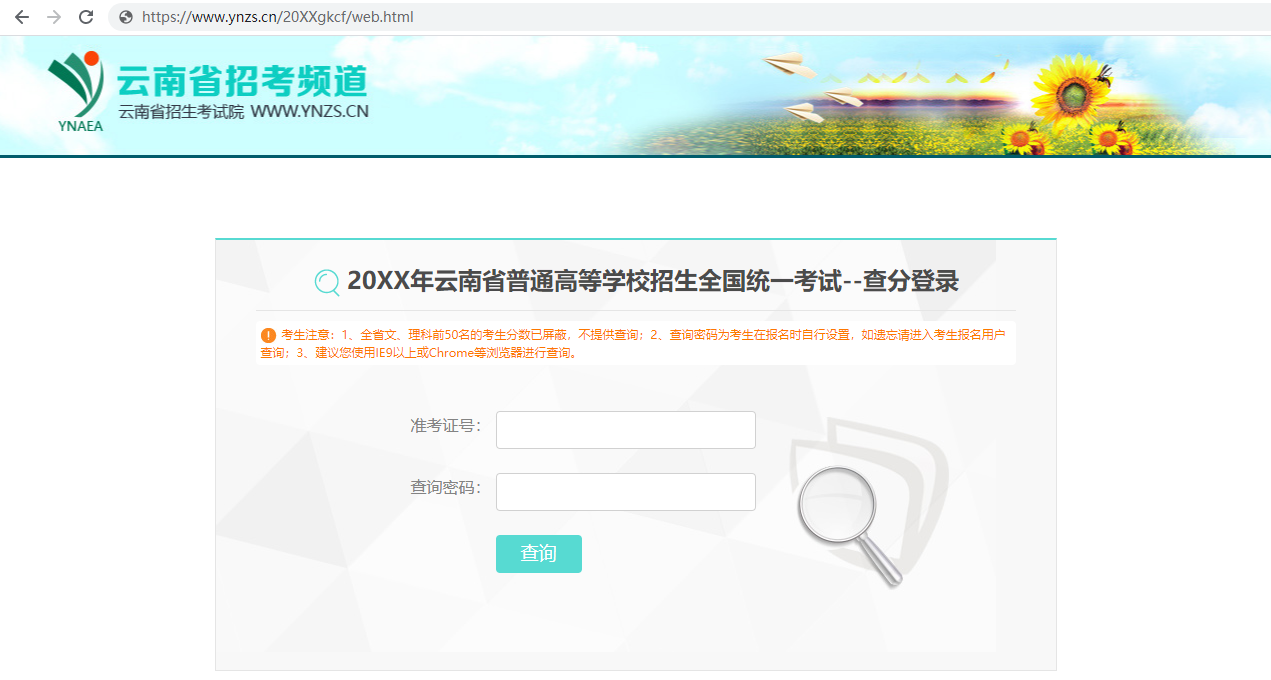 https://www.ynzs.cn/20XXgkcf/web.html
云南省招考频道
云南省招生考试院 WWW.YNZS.CN
YNAEA
20XX年云南省普通高等学校招生全国统一考试--查分登录
! 考生注意：1、全省文、理科前50名的考生分数已屏蔽，不提供查询；2、查询密码为考生在报名时自行设置，如遗忘请进入考生报名用户
查询；3、建议您使用IE9以上或Chrome等浏览器进行查询。
准考证号：
查询密码：
查询